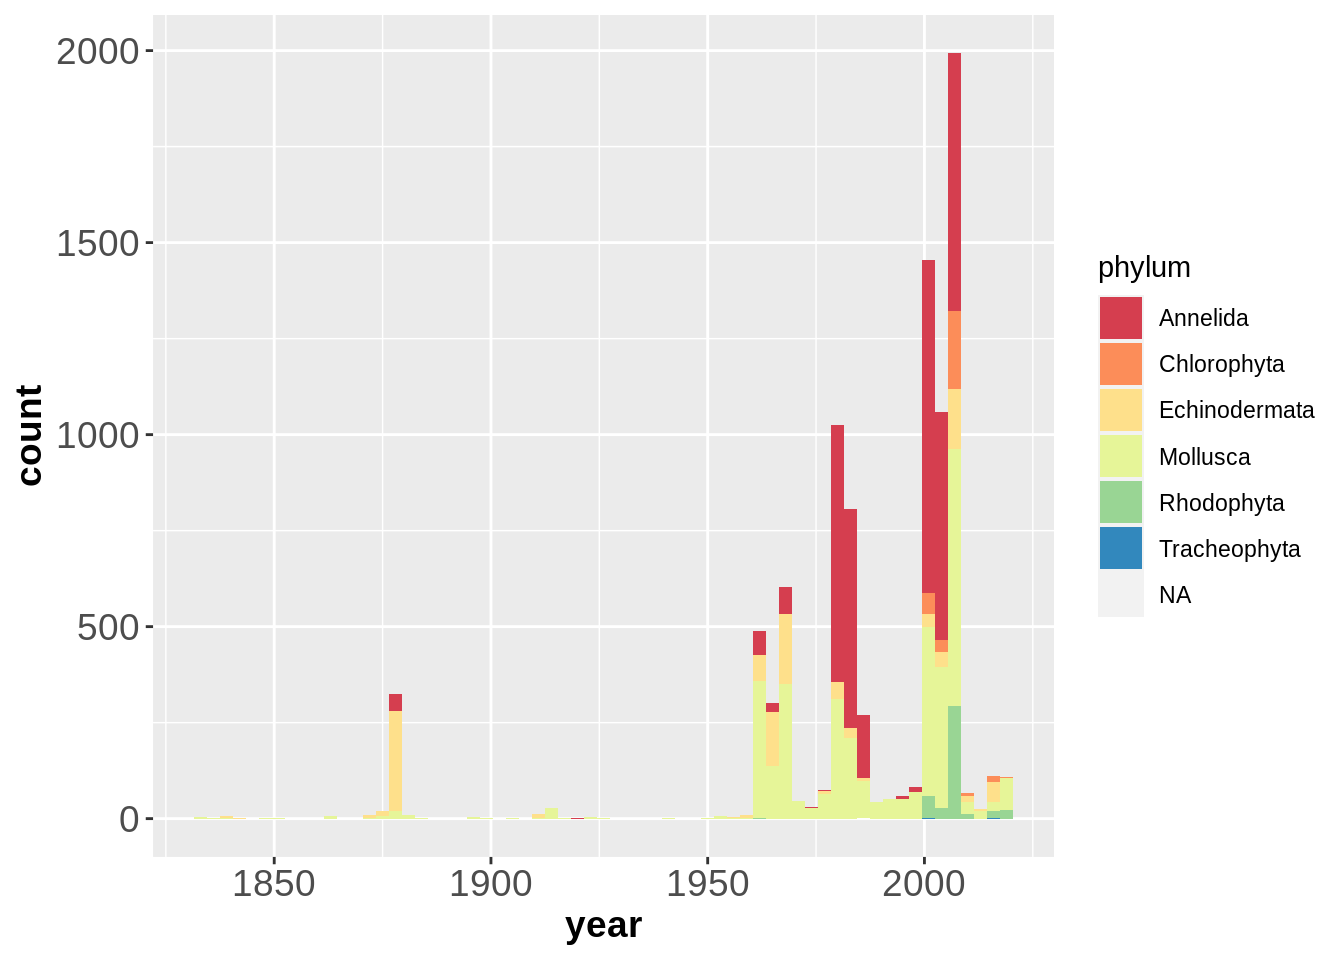 2000
1500
1000
500
0
count
1850
1900
1950
2000
year
phylum
Annelida
Chlorophyta
Echinodermata
Mollusca
Rhodophyta
Tracheophyta
NA